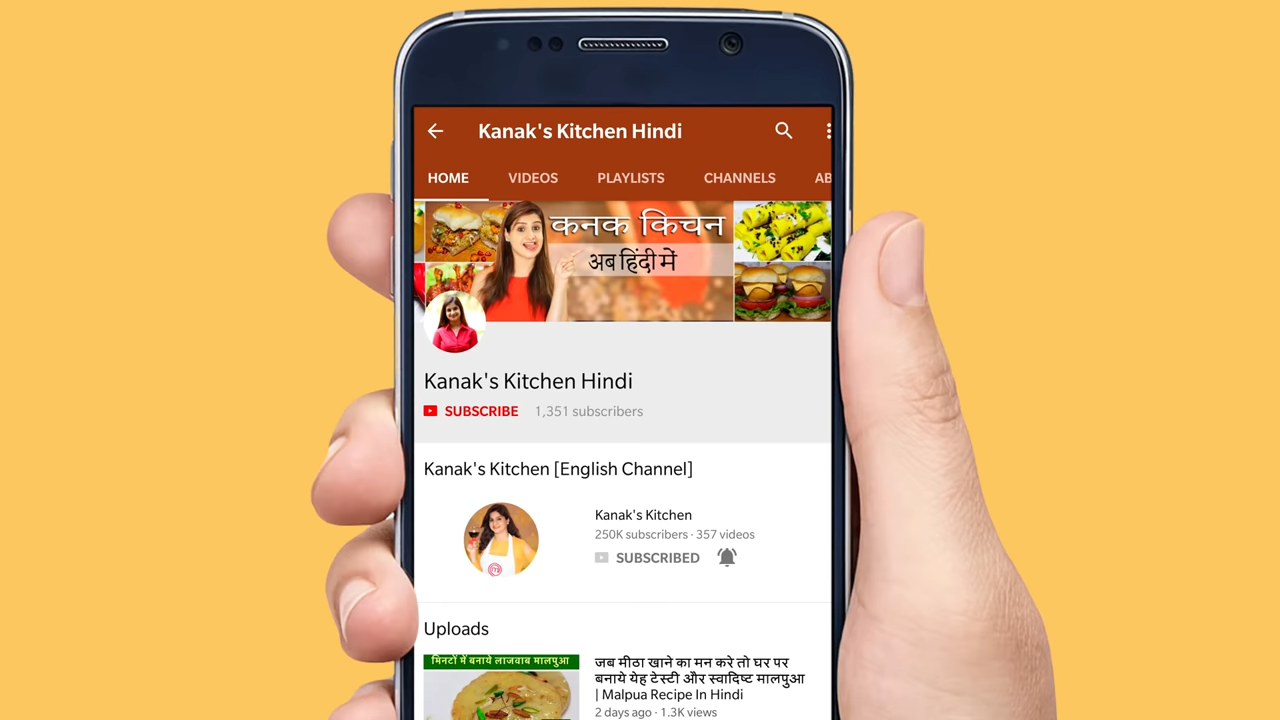 Kanak's Kitchen Hindi
HOME VIDEOS PLAYLISTS CHANNELS AB
कनक किचन
अब हिंदी में
Kanak's Kitchen Hindi
SUBSCRIBE 1,351 subscribers
Kanak's Kitchen [English Channel]
Kanak's Kitchen
250K subscribers · 357 videos
SUBSCRIBED
Uploads
मिनटों में बनाये लाजवाब मालपुआ
जब मीठा खाने का मन करे तो घर पर
बनाये येह टेस्टी और स्वादिष्ट मालपुआ
| Malpua Recipe In Hindi
2 days ago · 1.3K views